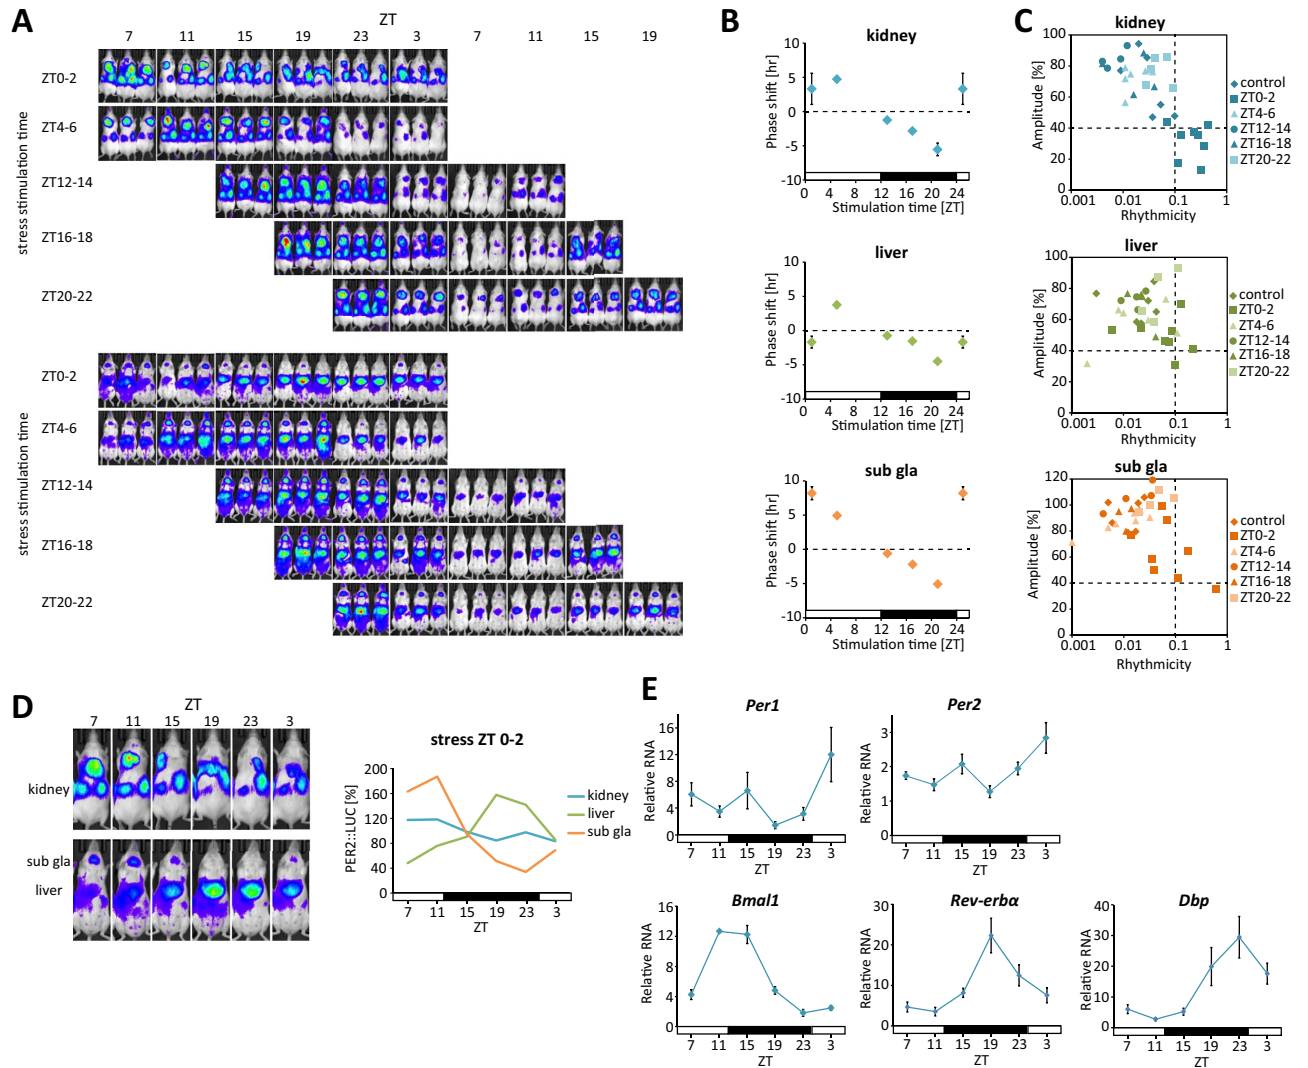 A
ZT
7 11 15 19 23 3 7 11 15 19
stress stimulation time
ZT0-2
ZT4-6
ZT12-14
ZT16-18
ZT20-22
stress stimulation time
ZT0-2
ZT4-6
ZT12-14
ZT16-18
ZT20-22
B
kidney
Phase shift [hr]
10
5
0
-5
-10
0 4 8 12 16 20 24
Stimulation time [ZT]
liver
Phase shift [hr]
10
5
0
-5
-10
0 4 8 12 16 20 24
Stimulation time [ZT]
sub gla
Phase shift [hr]
10
5
0
-5
-10
0 4 8 12 16 20 24
Stimulation time [ZT]
C
kidney
Amplitude [%]
100
80
60
40
20
0
0.001 0.01 0.1 1
Rhythmicity
control
ZT0-2
ZT4-6
ZT12-14
ZT16-18
ZT20-22
liver
Amplitude [%]
100
80
60
40
20
0
0.001 0.01 0.1 1
Rhythmicity
control
ZT0-2
ZT4-6
ZT12-14
ZT16-18
ZT20-22
sub gla
Amplitude [%]
120
100
80
60
40
20
0
0.001 0.01 0.1 1
Rhythmicity
control
ZT0-2
ZT4-6
ZT12-14
ZT16-18
ZT20-22
D
ZT
7 11 15 19 23 3
kidney
sub gla
liver
stress ZT 0-2
PER2::LUC [%]
200
160
120
80
40
0
7 11 15 19 23 3
ZT
kidney
liver
sub gla
E
Per1
Relative RNA
16
12
8
4
0
7 11 15 19 23 3
ZT
Per2
Relative RNA
3
2
1
0
7 11 15 19 23 3
ZT
Bmal1
Relative RNA
16
12
8
4
0
7 11 15 19 23 3
ZT
Rev-erbα
Relative RNA
30
20
10
0
7 11 15 19 23 3
ZT
Dbp
Relative RNA
40
30
20
10
0
7 11 15 19 23 3
ZT